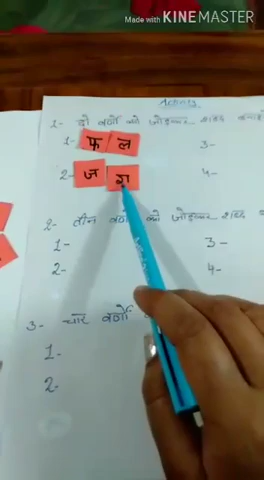 Made with KINEMASTER
Activity
1- दो वर्णों को जोड़कर शब्द
1- फ ल 3-
2- ज ग 4-
2- तीन वर्णों को जोड़कर शब्द
1- 3-
2- 4-
3- चार वर्णों
1-
2-